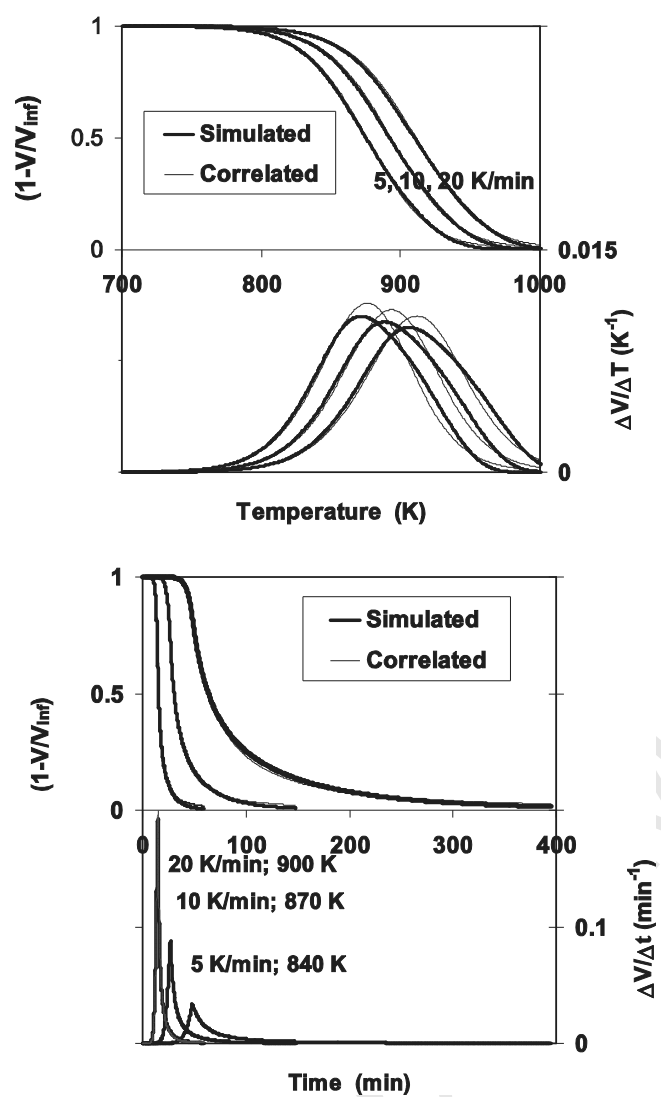 1
(1-V/Vinf)
Simulated
0.5
Correlated
5, 10, 20 K/min
0
0.015
700
800
900
1000
ΔV/ΔT (K-1)
0
Temperature (K)
1
Simulated
Correlated
0.5
(1-V/Vinf)
0
0
100
200
300
400
20 K/min; 900 K
10 K/min; 870 K
0.1
5 K/min; 840 K
ΔV/Δt (min-1)
0
Time (min)